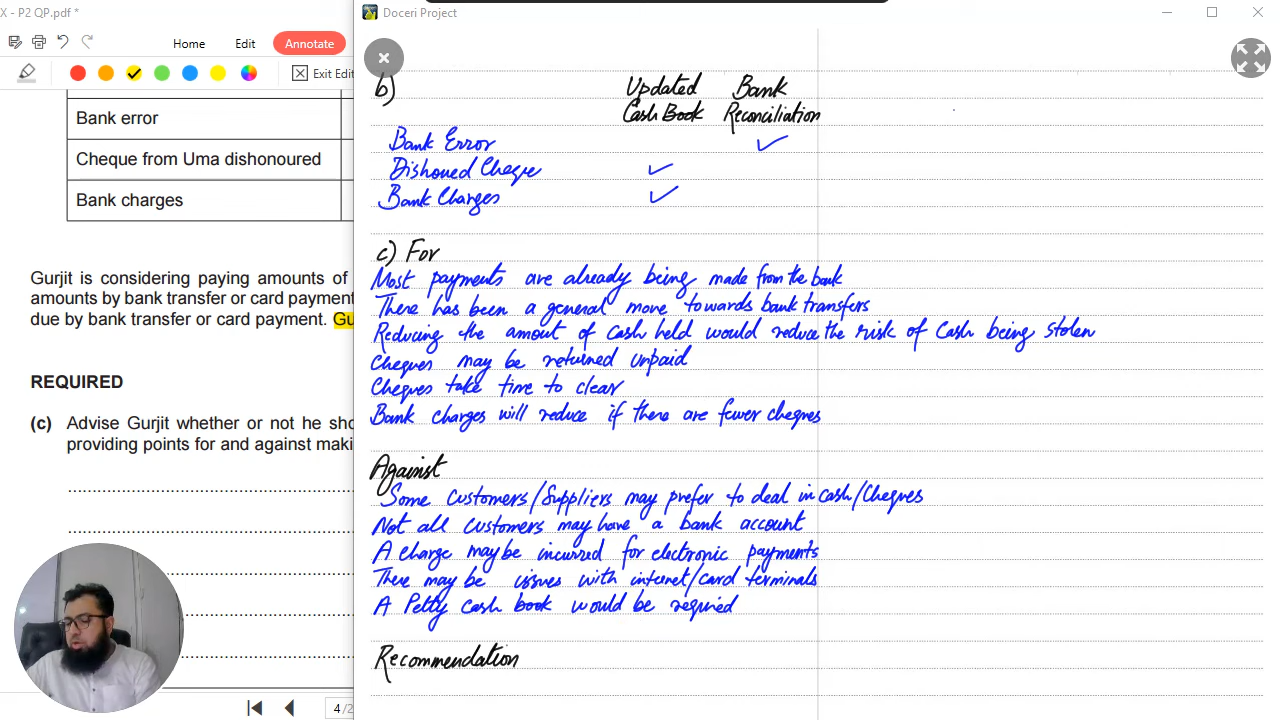 X - P2 QP.pdf *
Doceri Project
Home Edit Annotate
Exit Edit
Bank error
Cheque from Uma dishonoured
Bank charges
Gurjit is considering paying amounts of
amounts by bank transfer or card payment
due by bank transfer or card payment. Gu
REQUIRED
(c) Advise Gurjit whether or not he sho
providing points for and against maki
4/2
b) Updated Bank
Cash Book Reconciliation
Bank Error ✓
Dishoned Cheque ✓
Bank Charges ✓
c) For
Most payments are already being made from the bank
There has been a general move towards bank transfers
Reducing the amount of cash held would reduce the risk of cash being stolen
Cheques may be returned unpaid
Cheques take time to clear
Bank charges will reduce if there are fewer cheques
Against
Some customers/suppliers may prefer to deal in cash/cheques
Not all customers may have a bank account
A charge may be incurred for electronic payments
There may be issues with internet/card terminals
A Petty cash book would be required
Recommendation